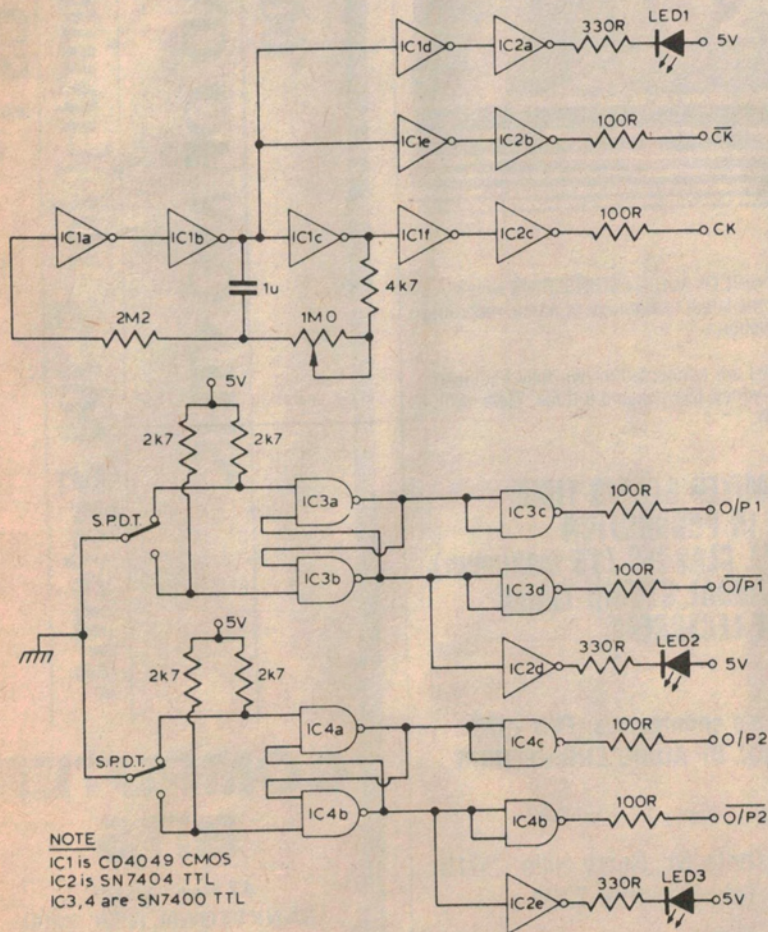 LED1
IC1d IC2a 330R 5V
IC1e IC2b 100R C̅K̅
IC1a IC1b IC1c IC1f IC2c 100R CK
1u 4k7
2M2 1M0
5V
2k7 2k7
IC3a IC3c 100R O/P1
S.P.D.T.
IC3b IC3d 100R O̅/̅P̅1̅
5V
IC2d 330R LED2 5V
2k7 2k7
IC4a IC4c 100R O/P2
S.P.D.T.
IC4b IC4b 100R O̅/̅P̅2̅
IC2e 330R LED3 5V
NOTE
IC1 is CD4049 CMOS
IC2 is SN7404 TTL
IC3,4 are SN7400 TTL